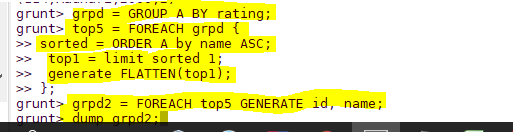 grunt> grpd = GROUP A BY rating;
grunt> top5 = FOREACH grpd {
>> sorted = ORDER A by name ASC;
>>  top1 = limit sorted 1;
>>  generate FLATTEN(top1);
>> };
grunt> grpd2 = FOREACH top5 GENERATE id, name;
grunt> dump grpd2;